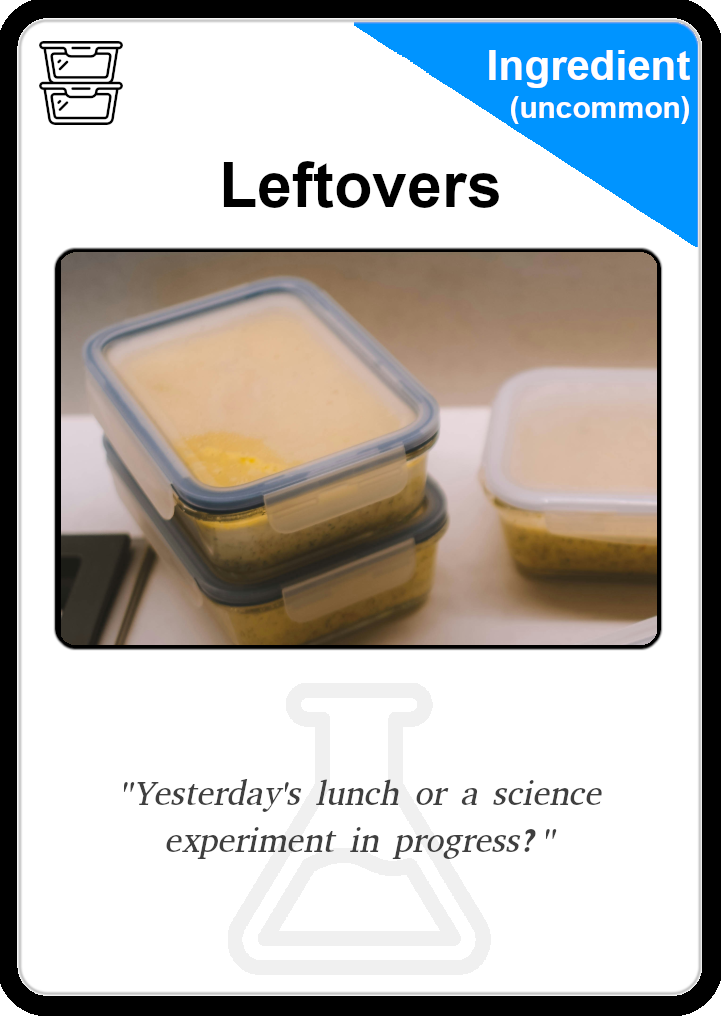 Ingredient
(uncommon)
Leftovers
"Yesterday's lunch or a science
experiment in progress?"